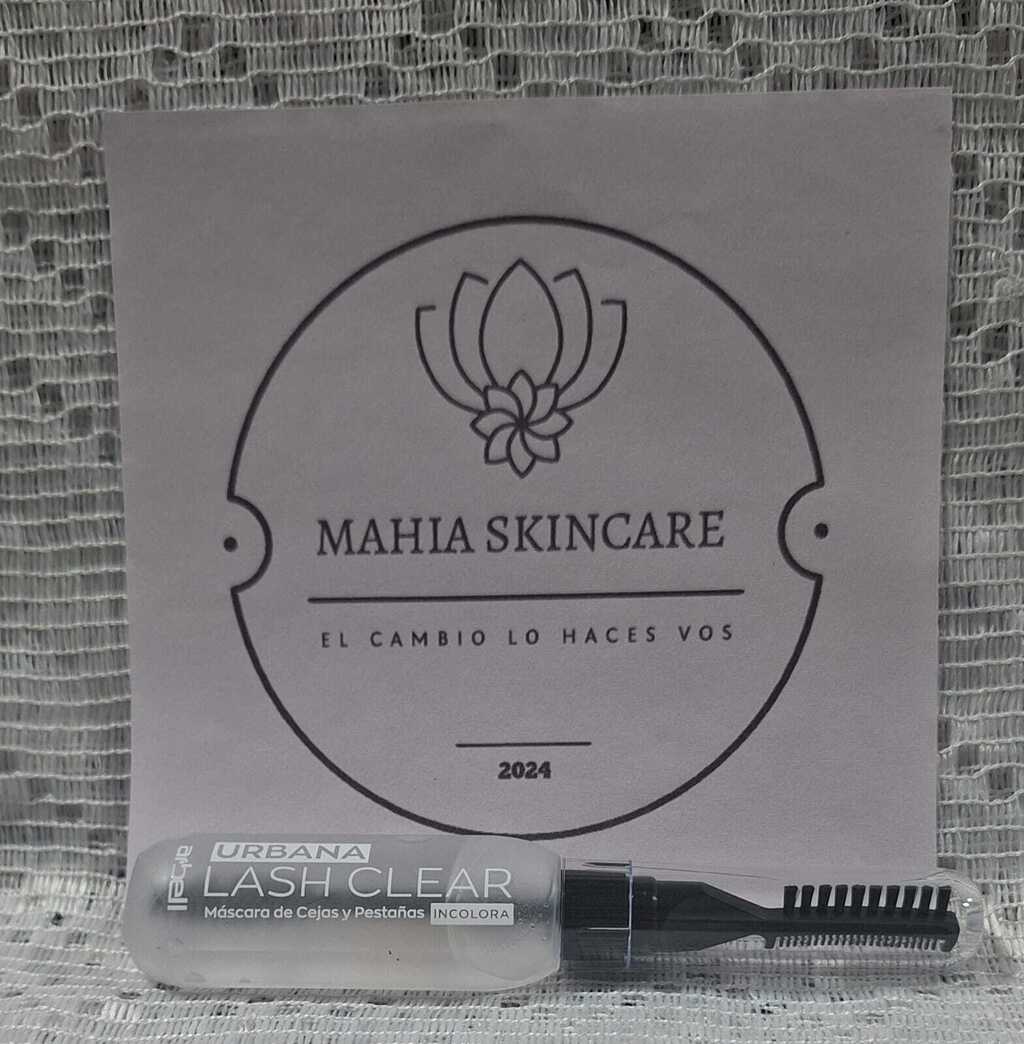 MAHIA SKINCARE
EL CAMBIO LO HACES VOS
2024
URBANA
LASH CLEAR
Máscara de Cejas y Pestañas INCOLORA